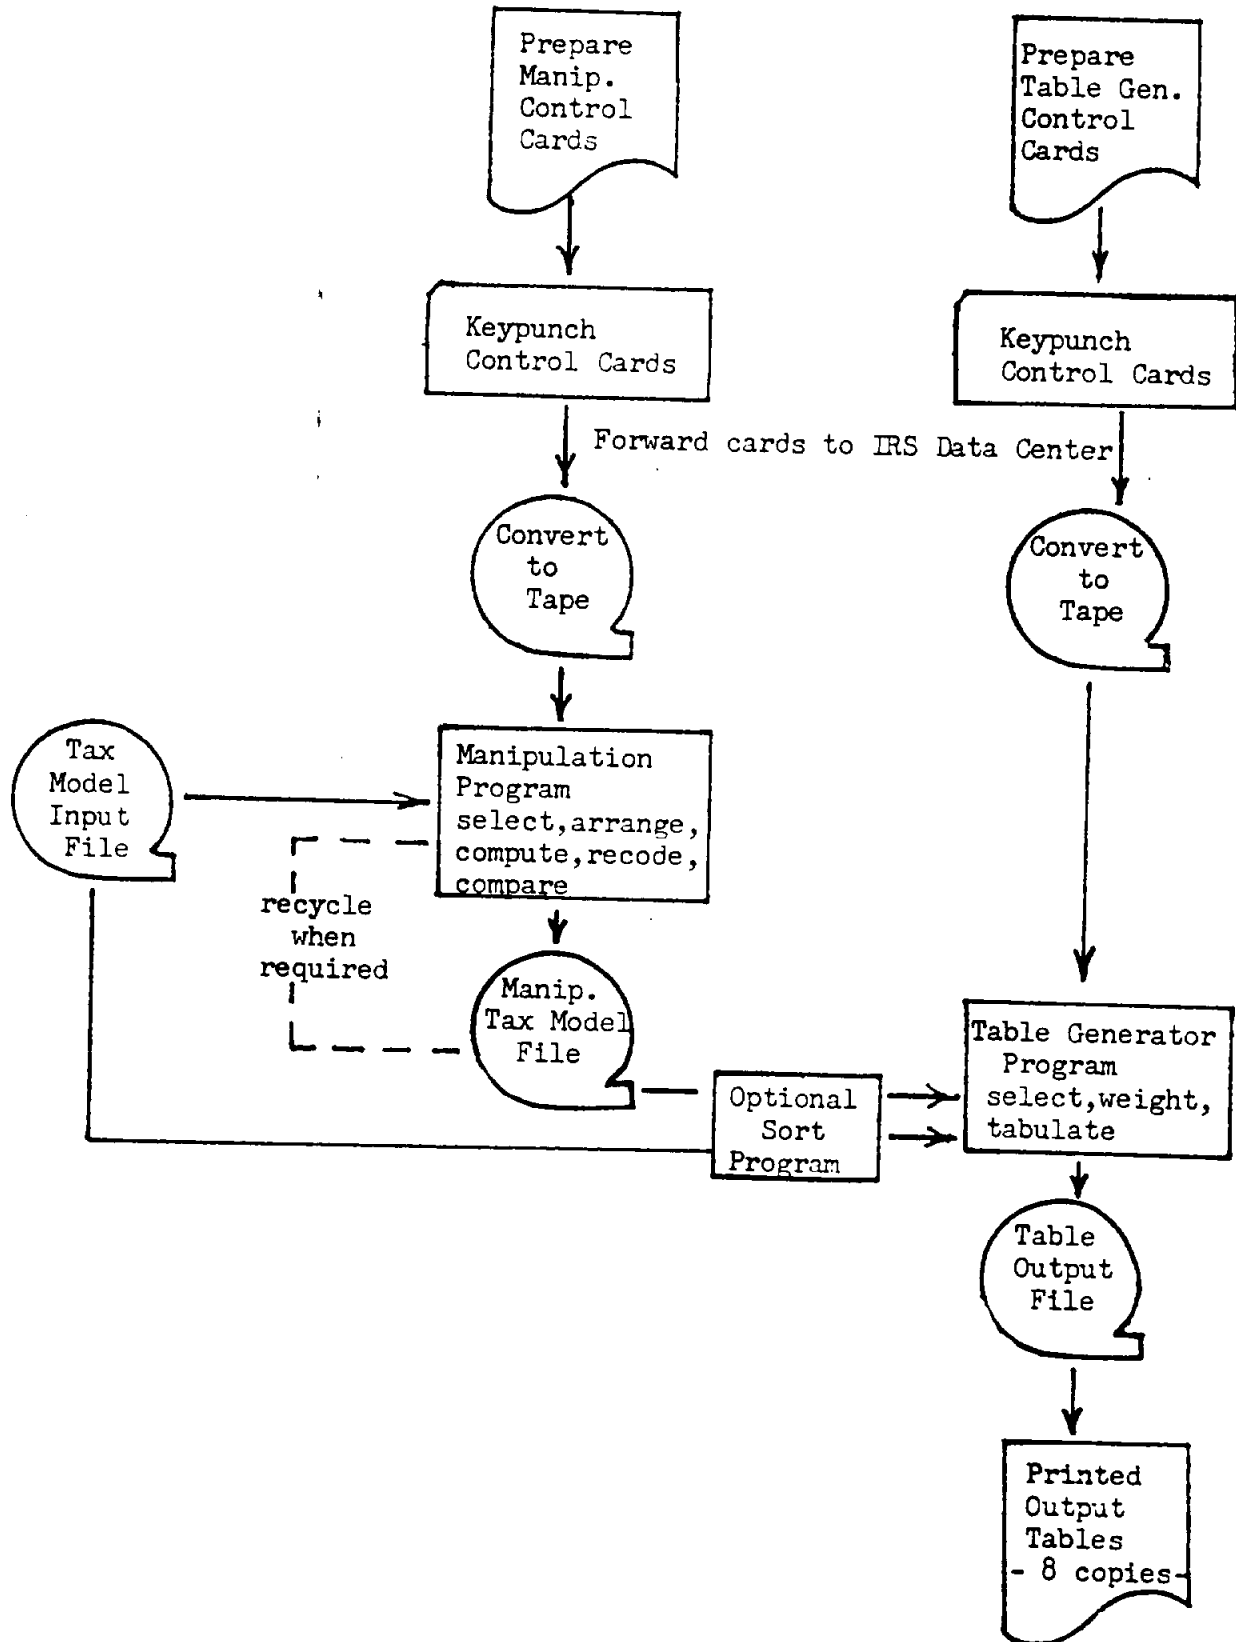 Prepare
Manip.
Control
Cards
Prepare
Table Gen.
Control
Cards
Keypunch
Control Cards
Keypunch
Control Cards
Forward cards to IRS Data Center
Convert
to
Tape
Convert
to
Tape
Tax
Model
Input
File
Manipulation
Program
select,arrange,
compute,recode,
compare
recycle
when
required
Manip.
Tax Model
File
Optional
Sort
Program
Table Generator
Program
select,weight,
tabulate
Table
Output
File
Printed
Output
Tables
- 8 copies-